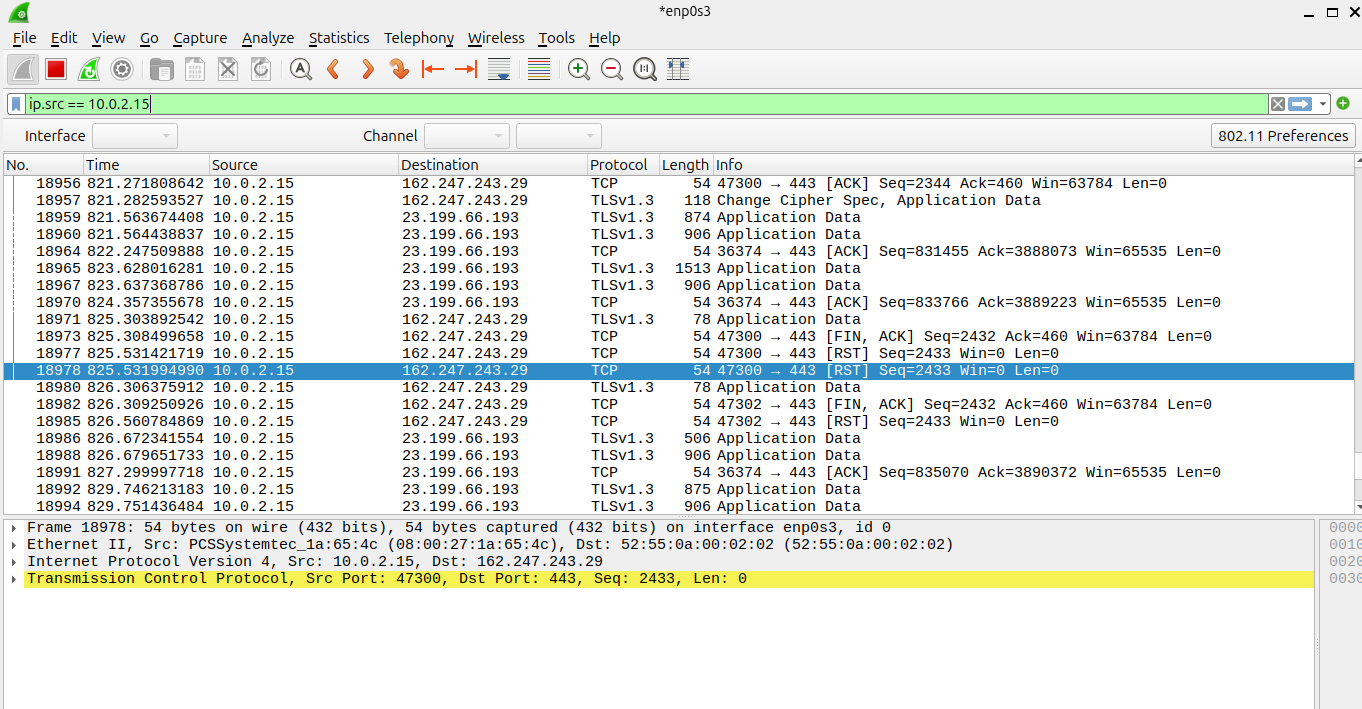 *enp0s3
File Edit View Go Capture Analyze Statistics Telephony Wireless Tools Help
ip.src == 10.0.2.15
Interface Channel 802.11 Preferences
No. Time Source Destination Protocol Length Info
18956 821.271808642 10.0.2.15 162.247.243.29 TCP 54 47300 → 443 [ACK] Seq=2344 Ack=460 Win=63784 Len=0
18957 821.282593527 10.0.2.15 162.247.243.29 TLSv1.3 118 Change Cipher Spec, Application Data
18959 821.563674408 10.0.2.15 23.199.66.193 TLSv1.3 874 Application Data
18960 821.564438837 10.0.2.15 23.199.66.193 TLSv1.3 906 Application Data
18964 822.247509888 10.0.2.15 23.199.66.193 TCP 54 36374 → 443 [ACK] Seq=831455 Ack=3888073 Win=65535 Len=0
18965 823.628016281 10.0.2.15 23.199.66.193 TLSv1.3 1513 Application Data
18967 823.637368786 10.0.2.15 23.199.66.193 TLSv1.3 906 Application Data
18970 824.357355678 10.0.2.15 23.199.66.193 TCP 54 36374 → 443 [ACK] Seq=833766 Ack=3889223 Win=65535 Len=0
18971 825.303892542 10.0.2.15 162.247.243.29 TLSv1.3 78 Application Data
18973 825.308499658 10.0.2.15 162.247.243.29 TCP 54 47300 → 443 [FIN, ACK] Seq=2432 Ack=460 Win=63784 Len=0
18977 825.531421719 10.0.2.15 162.247.243.29 TCP 54 47300 → 443 [RST] Seq=2433 Win=0 Len=0
18978 825.531994990 10.0.2.15 162.247.243.29 TCP 54 47300 → 443 [RST] Seq=2433 Win=0 Len=0
18980 826.306375912 10.0.2.15 162.247.243.29 TLSv1.3 78 Application Data
18982 826.309250926 10.0.2.15 162.247.243.29 TCP 54 47302 → 443 [FIN, ACK] Seq=2432 Ack=460 Win=63784 Len=0
18985 826.560784869 10.0.2.15 162.247.243.29 TCP 54 47302 → 443 [RST] Seq=2433 Win=0 Len=0
18986 826.672341554 10.0.2.15 23.199.66.193 TLSv1.3 506 Application Data
18988 826.679651733 10.0.2.15 23.199.66.193 TLSv1.3 906 Application Data
18991 827.299997718 10.0.2.15 23.199.66.193 TCP 54 36374 → 443 [ACK] Seq=835070 Ack=3890372 Win=65535 Len=0
18992 829.746213183 10.0.2.15 23.199.66.193 TLSv1.3 875 Application Data
18994 829.751436484 10.0.2.15 23.199.66.193 TLSv1.3 906 Application Data
Frame 18978: 54 bytes on wire (432 bits), 54 bytes captured (432 bits) on interface enp0s3, id 0
Ethernet II, Src: PCSSystemtec_1a:65:4c (08:00:27:1a:65:4c), Dst: 52:55:0a:00:02:02 (52:55:0a:00:02:02)
Internet Protocol Version 4, Src: 10.0.2.15, Dst: 162.247.243.29
Transmission Control Protocol, Src Port: 47300, Dst Port: 443, Seq: 2433, Len: 0
0000
0010
0020
0030